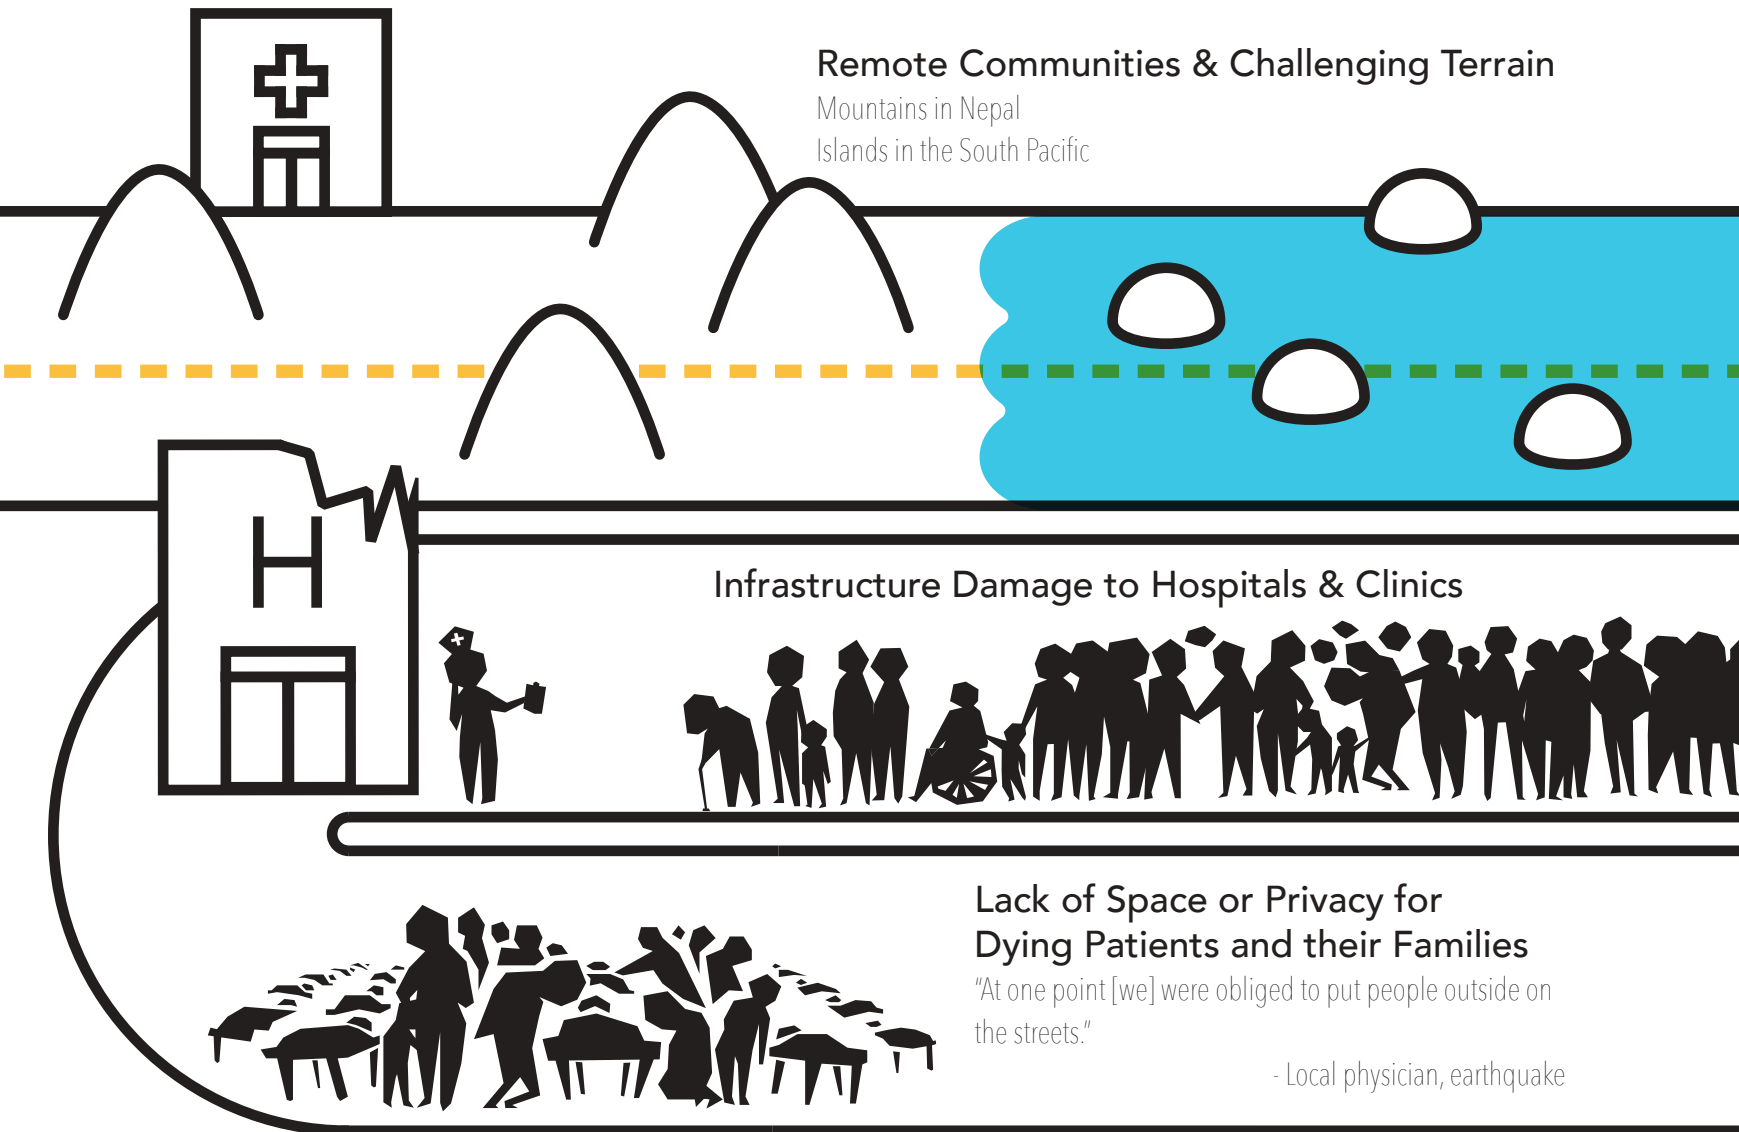 Remote Communities & Challenging Terrain
Mountains in Nepal
Islands in the South Pacific
H
Infrastructure Damage to Hospitals & Clinics
Lack of Space or Privacy for
Dying Patients and their Families
“At one point [we] were obliged to put people outside on
the streets.”
- Local physician, earthquake